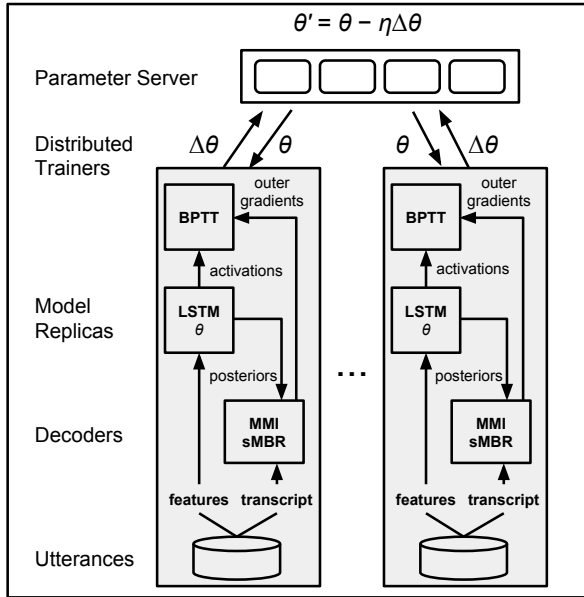 θ′ = θ − ηΔθ
Parameter Server
Distributed
Trainers
Δθ
θ
θ
Δθ
outer
gradients
BPTT
outer
gradients
BPTT
activations
activations
Model
Replicas
LSTM
θ
LSTM
θ
posteriors
...
posteriors
Decoders
MMI
sMBR
MMI
sMBR
features transcript
features transcript
Utterances